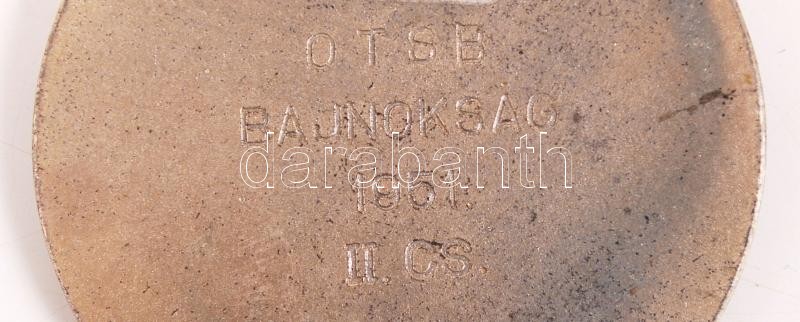 OTSB
BAJNOKSÁG
darabanth
1951.
II. CS.